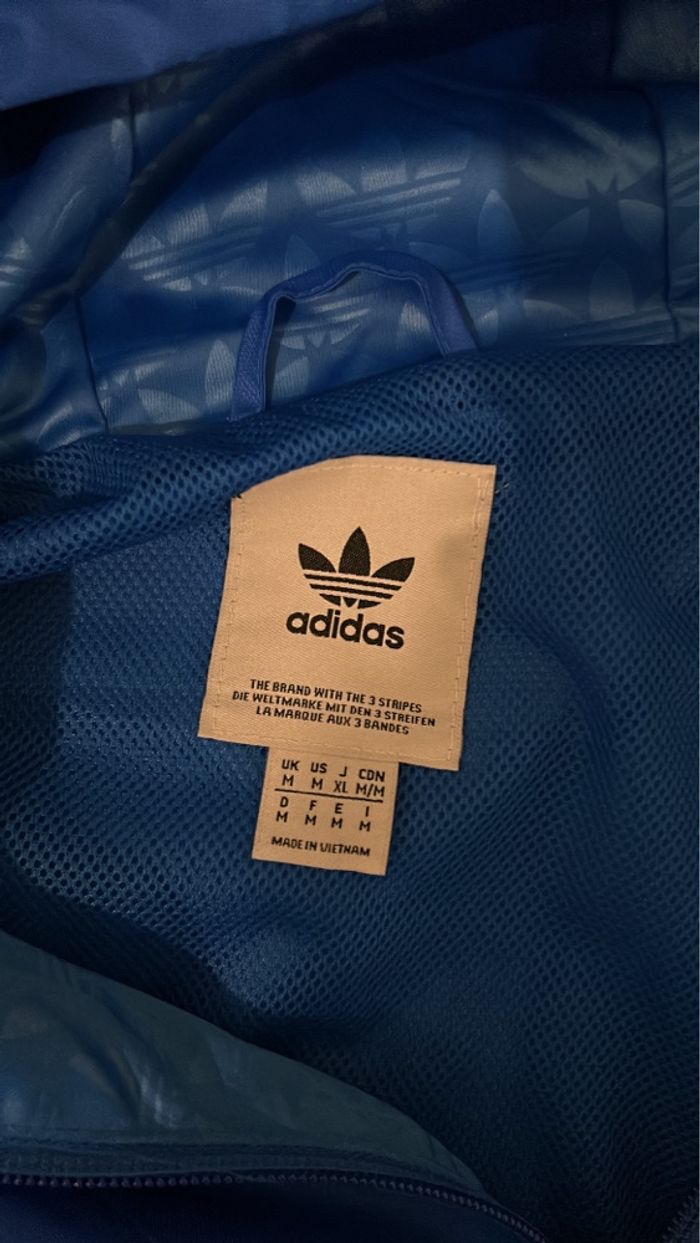 adidas
THE BRAND WITH THE 3 STRIPES
DIE WELTMARKE MIT DEN 3 STREIFEN
LA MARQUE AUX 3 BANDES
UK US J CDN
M M XL M/M
D F E I
M M M M
MADE IN VIETNAM